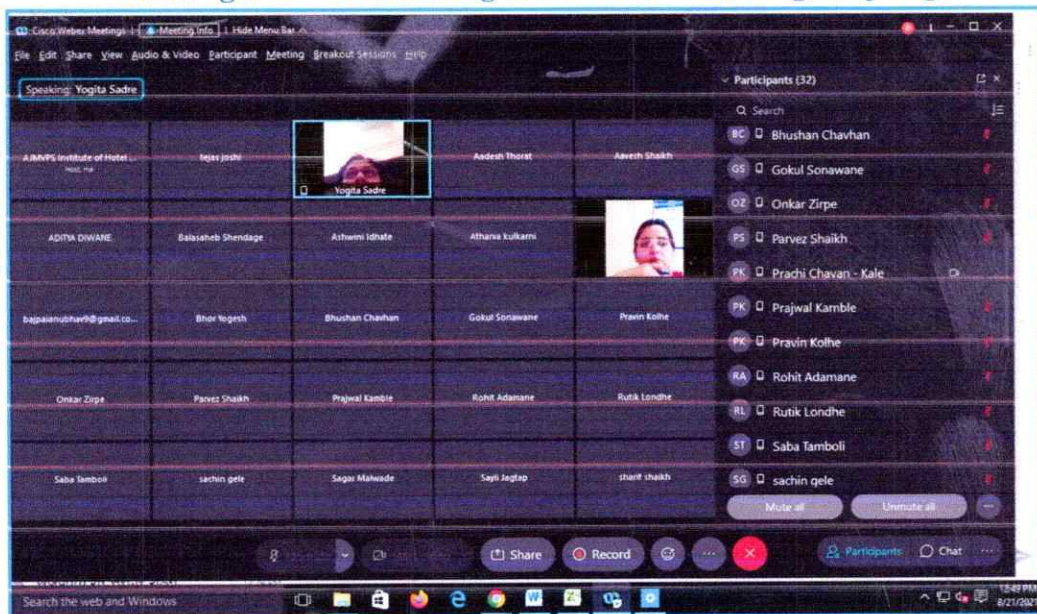 Cisco Webex Meetings | Meeting Info | Hide Menu Bar
File Edit Share View Audio & Video Participant Meeting Breakout Sessions Help
Speaking: Yogita Sadre
Participants (32)
Search
AJMVPS Institute of Hotel ...
Host, me
tejas joshi
Yogita Sadre
Aadesh Thorat
Aavesh Shaikh
ADITYA DIWANE
Balasaheb Shendage
Ashwini Idhate
Atharva kulkarni
bajpaianubhav9@gmail.co...
Bhor Yogesh
Bhushan Chavhan
Gokul Sonawane
Pravin Kolhe
Onkar Zirpe
Parvez Shaikh
Prajwal Kamble
Rohit Adamane
Rutik Londhe
Saba Tamboli
sachin gele
Sagar Malwade
Sayli Jagtap
sharif shaikh
BC Bhushan Chavhan
GS Gokul Sonawane
OZ Onkar Zirpe
PS Parvez Shaikh
PK Prachi Chavan - Kale
PK Prajwal Kamble
PK Pravin Kolhe
RA Rohit Adamane
RL Rutik Londhe
ST Saba Tamboli
SG sachin gele
Mute all Unmute all
Share Record Participants Chat
Search the web and Windows
12:49 PM
8/21/2021